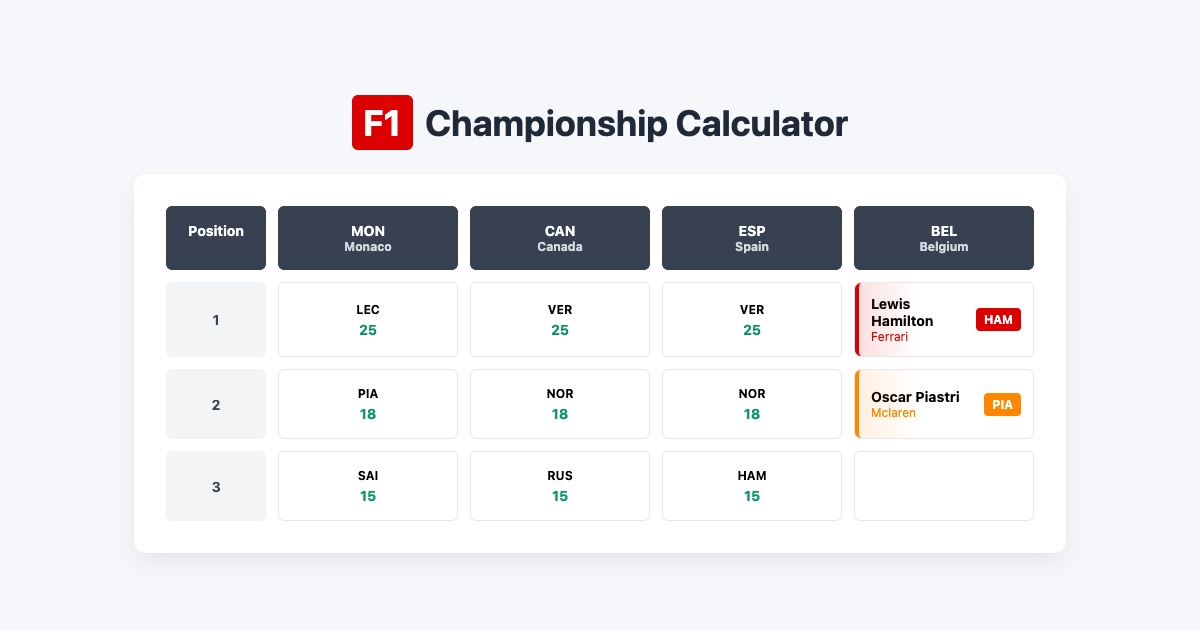 F1 Championship Calculator
Position
MON
Monaco
CAN
Canada
ESP
Spain
BEL
Belgium
1
LEC
25
VER
25
VER
25
Lewis
Hamilton
Ferrari
HAM
2
PIA
18
NOR
18
NOR
18
Oscar Piastri
Mclaren
PIA
3
SAI
15
RUS
15
HAM
15